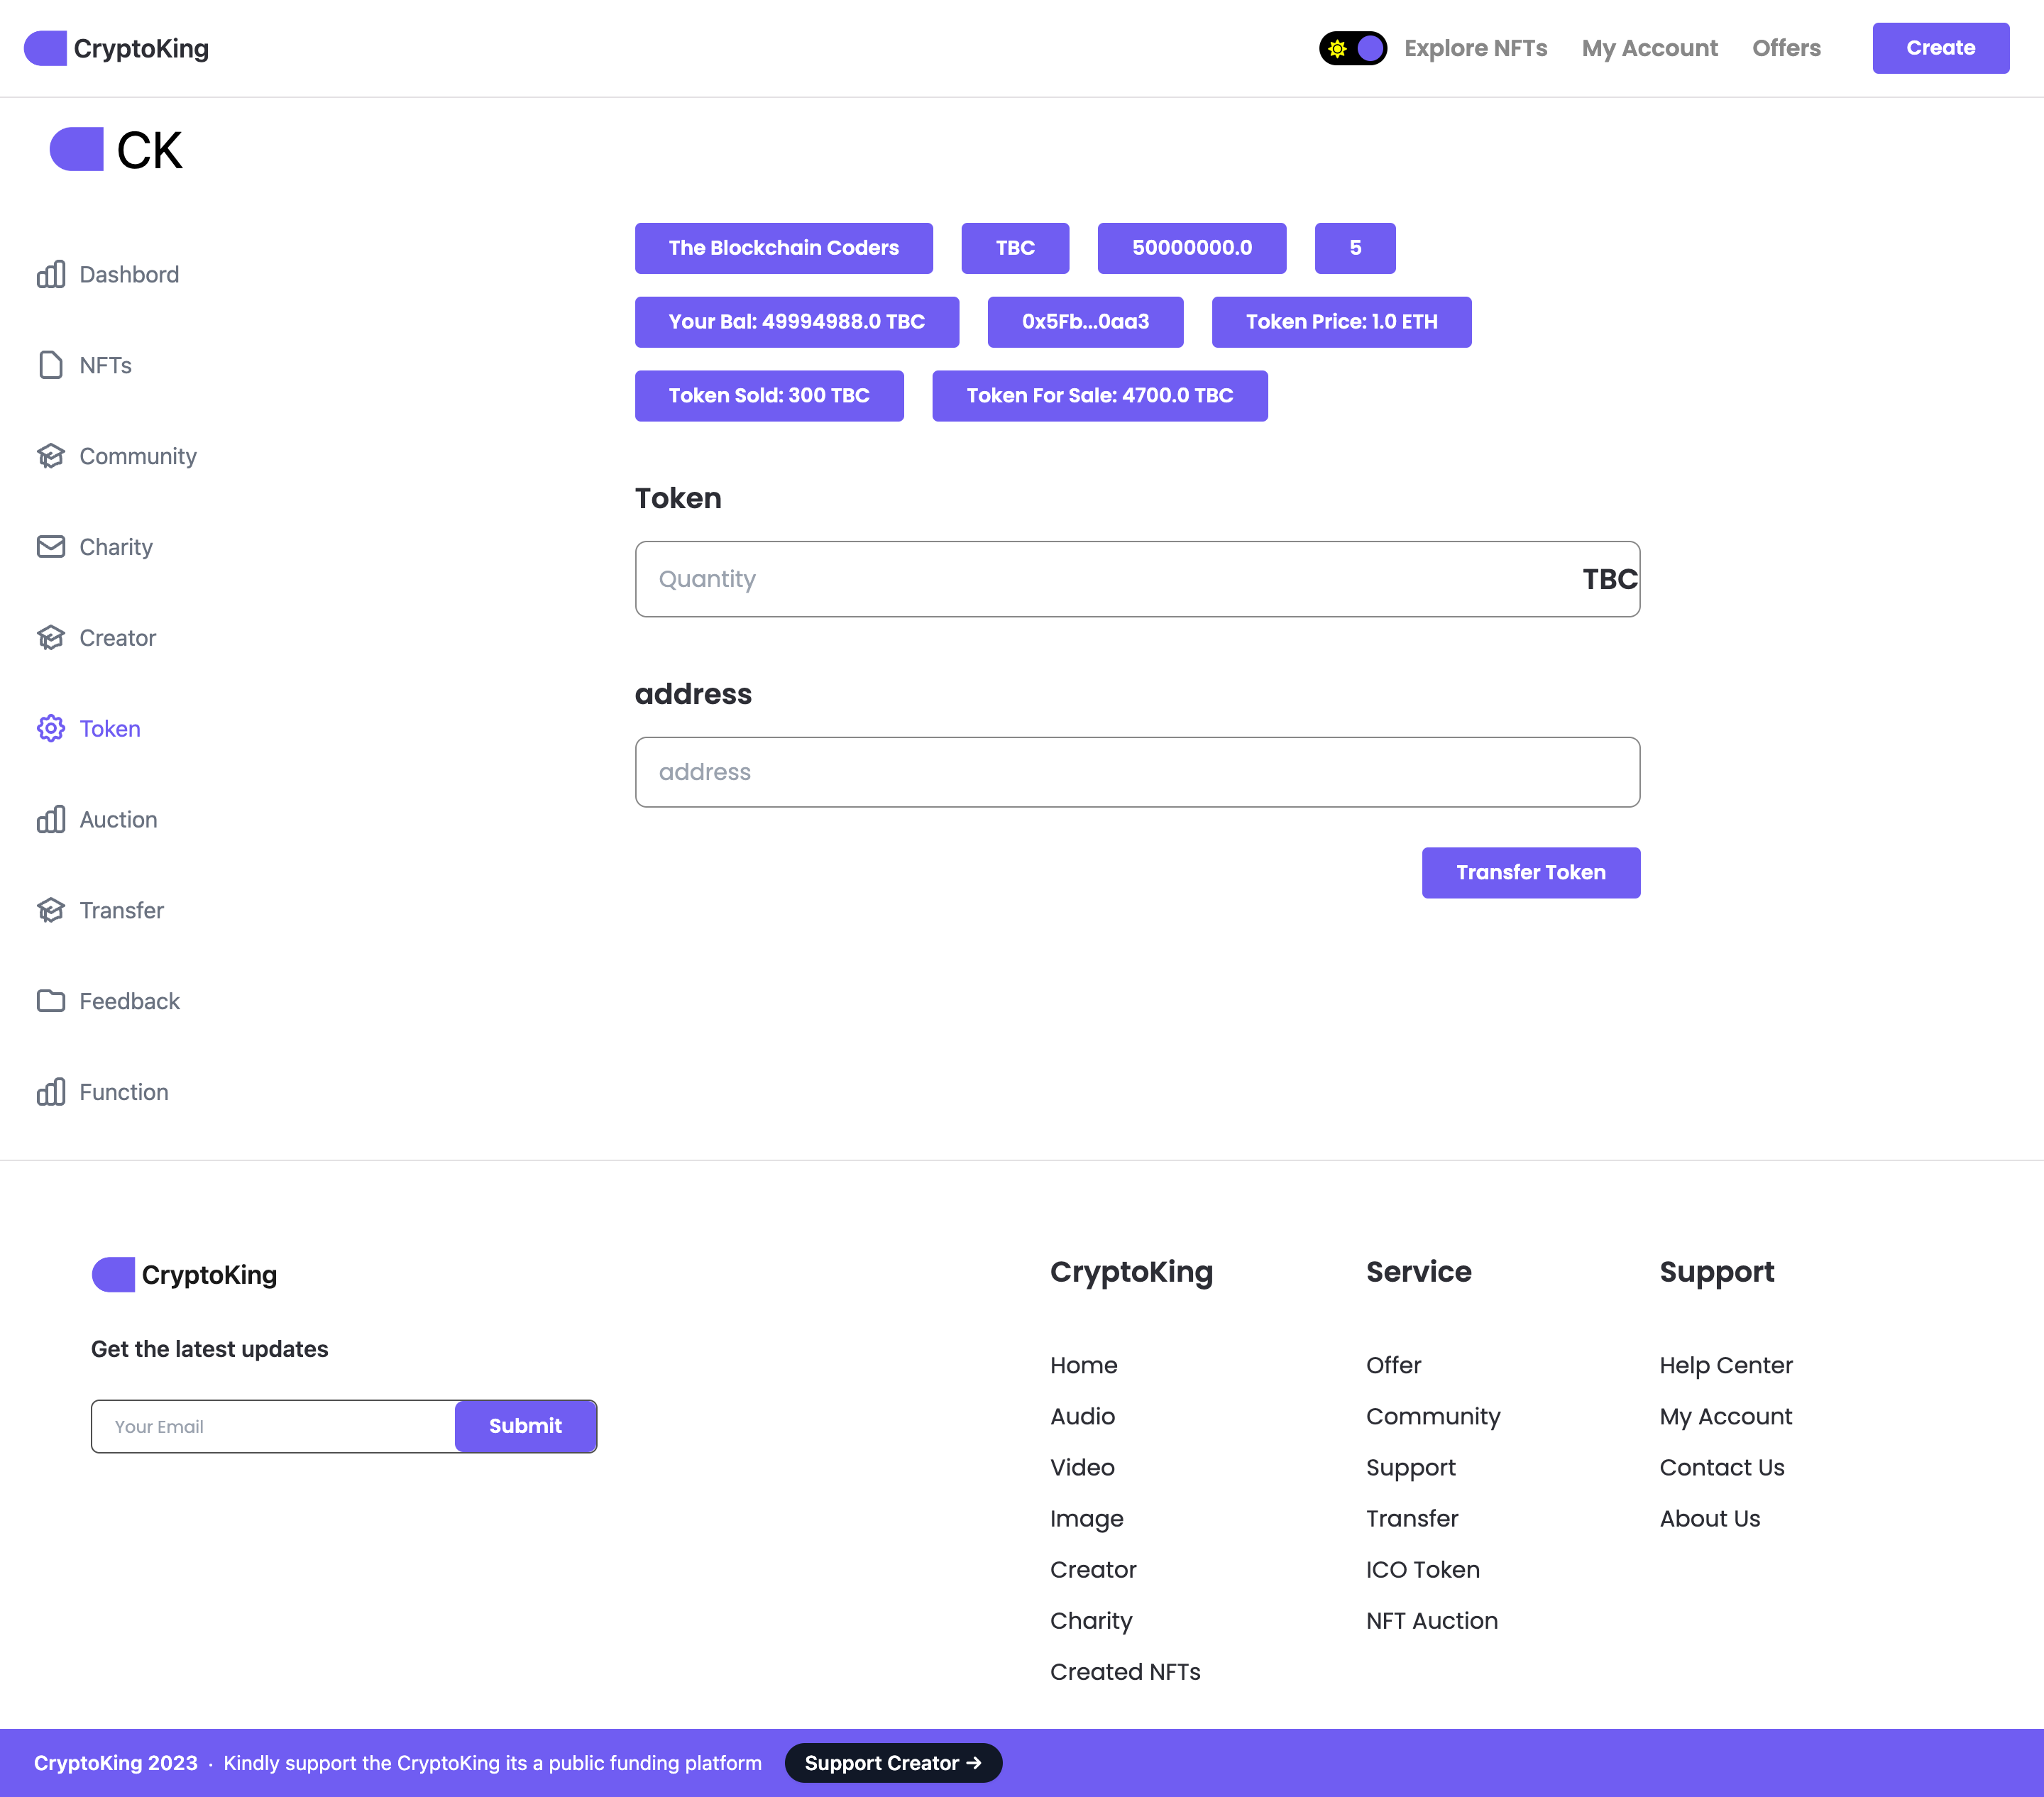 CryptoKing
Explore NFTs
My Account
Offers
Create
CK
Dashbord
NFTs
Community
Charity
Creator
Token
Auction
Transfer
Feedback
Function
The Blockchain Coders
TBC
50000000.0
5
Your Bal: 49994988.0 TBC
0x5Fb...0aa3
Token Price: 1.0 ETH
Token Sold: 300 TBC
Token For Sale: 4700.0 TBC
Token
Quantity
TBC
address
address
Transfer Token
CryptoKing
Get the latest updates
Your Email
Submit
CryptoKing
Home
Audio
Video
Image
Creator
Charity
Created NFTs
Service
Offer
Community
Support
Transfer
ICO Token
NFT Auction
Support
Help Center
My Account
Contact Us
About Us
CryptoKing 2023 · Kindly support the CryptoKing its a public funding platform
Support Creator →